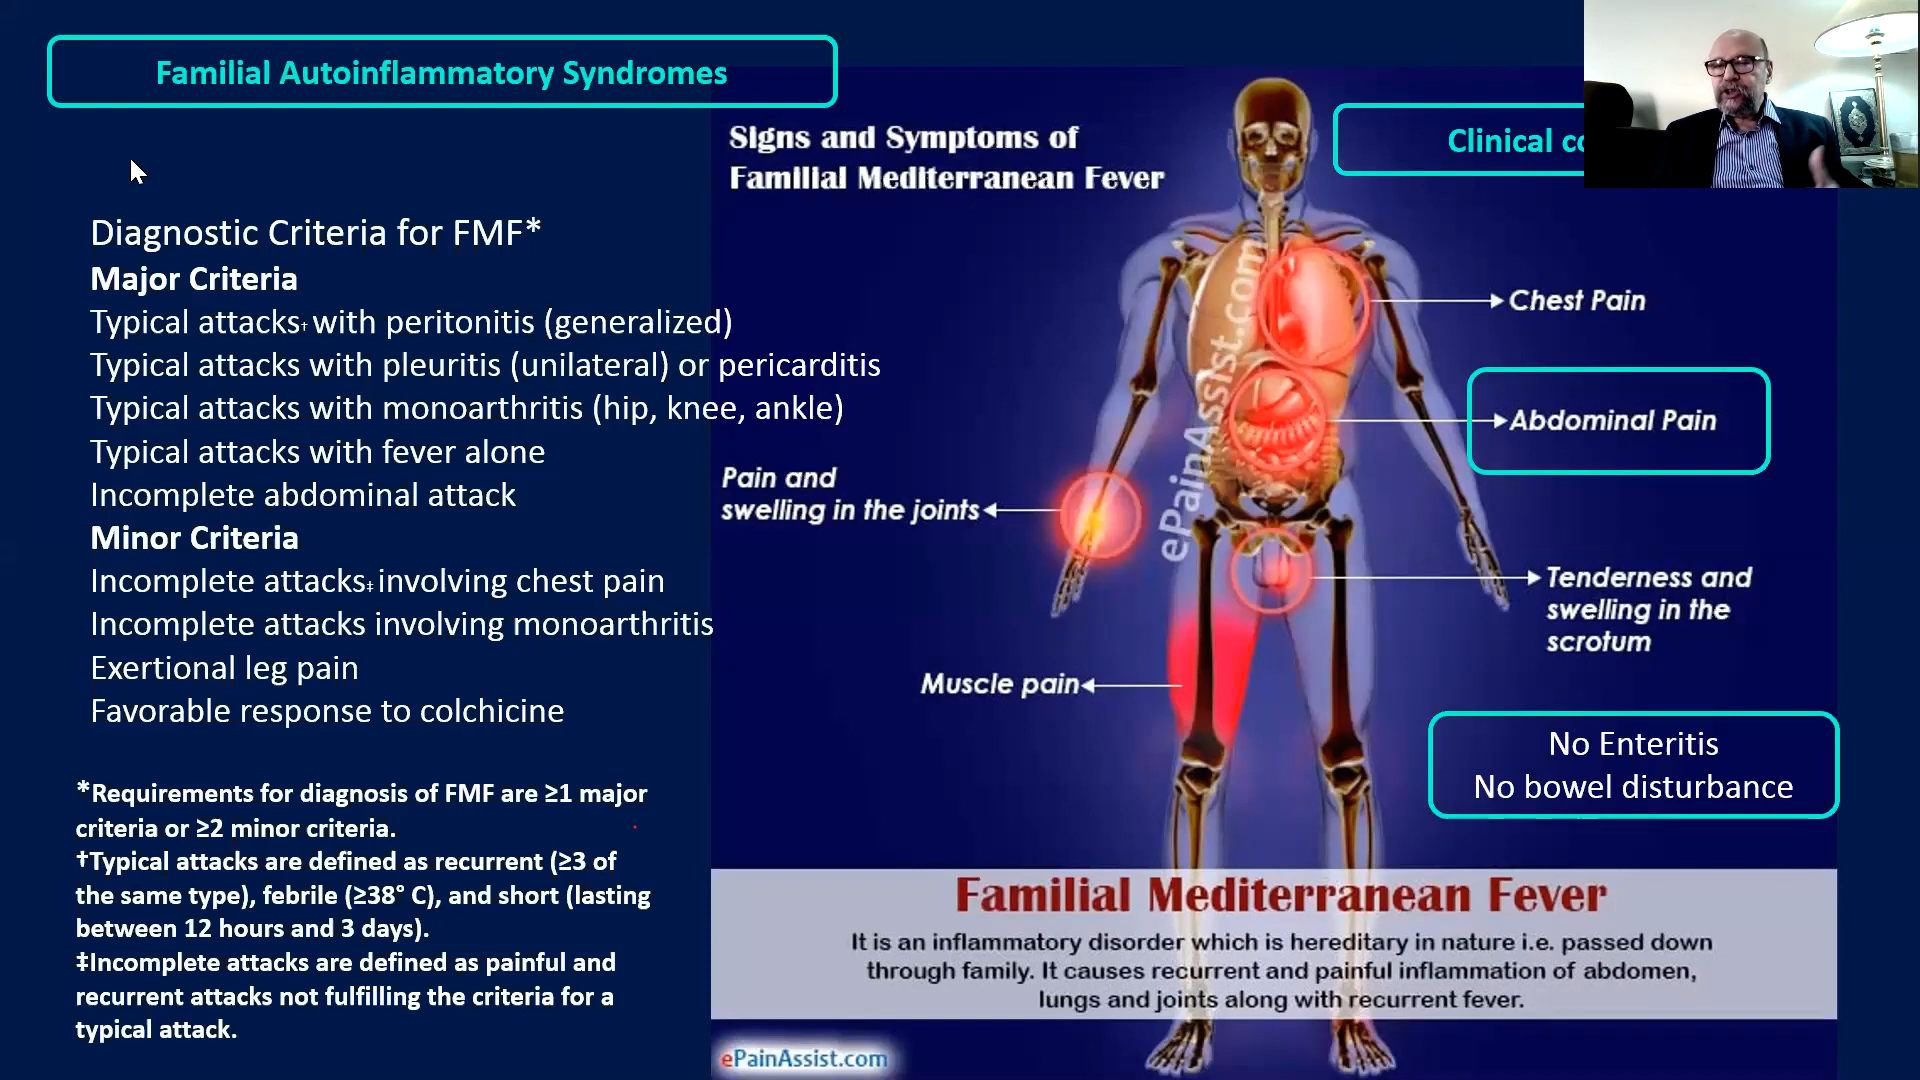 Familial Autoinflammatory Syndromes
Signs and Symptoms of
Familial Mediterranean Fever
Clinical
Diagnostic Criteria for FMF*
Major Criteria
Typical attacks† with peritonitis (generalized)
Typical attacks with pleuritis (unilateral) or pericarditis
Typical attacks with monoarthritis (hip, knee, ankle)
Typical attacks with fever alone
Incomplete abdominal attack
Minor Criteria
Incomplete attacks‡ involving chest pain
Incomplete attacks involving monoarthritis
Exertional leg pain
Favorable response to colchicine
*Requirements for diagnosis of FMF are ≥1 major
criteria or ≥2 minor criteria.
†Typical attacks are defined as recurrent (≥3 of
the same type), febrile (≥38° C), and short (lasting
between 12 hours and 3 days).
‡Incomplete attacks are defined as painful and
recurrent attacks not fulfilling the criteria for a
typical attack.
Chest Pain
Abdominal Pain
Pain and
swelling in the joints
Tenderness and
swelling in the
scrotum
Muscle pain
ePainAssist.com
No Enteritis
No bowel disturbance
Familial Mediterranean Fever
It is an inflammatory disorder which is hereditary in nature i.e. passed down
through family. It causes recurrent and painful inflammation of abdomen,
lungs and joints along with recurrent fever.
ePainAssist.com